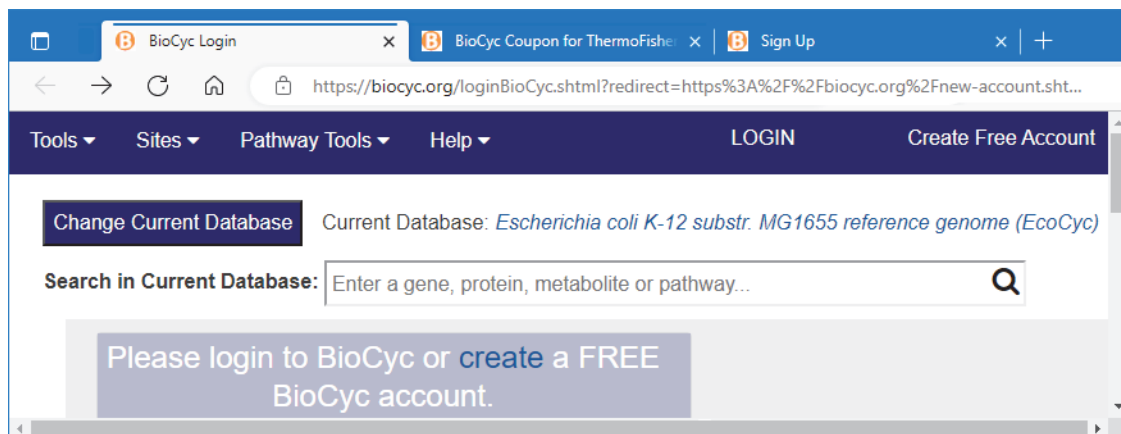 BioCyc Login
BioCyc Coupon for ThermoFisher
Sign Up
https://biocyc.org/loginBioCyc.shtml?redirect=https%3A%2F%2Fbiocyc.org%2Fnew-account.sht...
Tools Sites Pathway Tools Help LOGIN Create Free Account
Change Current Database Current Database: Escherichia coli K-12 substr. MG1655 reference genome (EcoCyc)
Search in Current Database: Enter a gene, protein, metabolite or pathway...
Please login to BioCyc or create a FREE
BioCyc account.